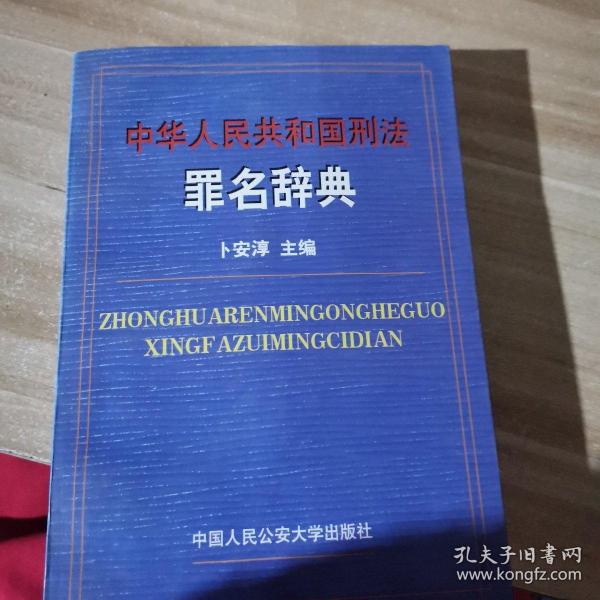 中华人民共和国刑法
罪名辞典
卜安淳 主编
ZHONGHUARENMINGONGHEGUO
XINGFAZUIMINGCIDIAN
中国人民公安大学出版社
孔夫子旧书网
www.kongfz.com